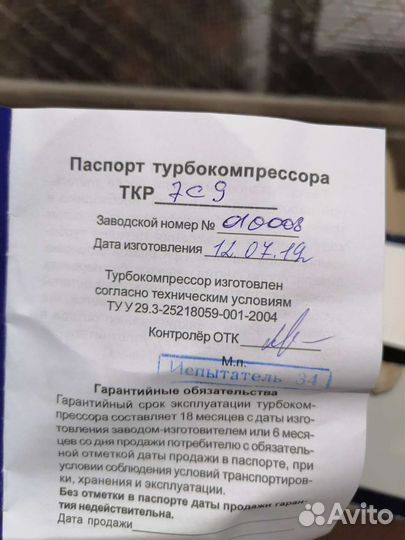 Паспорт турбокомпрессора
ТКР 7С9
Заводской номер № 010008
Дата изготовления 12.07.19г
Турбокомпрессор изготовлен
согласно техническим условиям
ТУ У 29.3-25218059-001-2004
Контролёр ОТК
М.п.
Испытатель 34
Гарантийные обязательства
Гарантийный срок эксплуатации турбоком-
прессора составляет 18 месяцев с даты изго-
товления заводом-изготовителем или 6 меся-
цев со дня продажи потребителю с обязатель-
ной отметкой даты продажи в паспорте, при
условии соблюдения условий транспортиров-
ки, хранения и эксплуатации.
Без отметки в паспорте даты продажи гаран-
тия недействительна.
Дата продажи
Avito